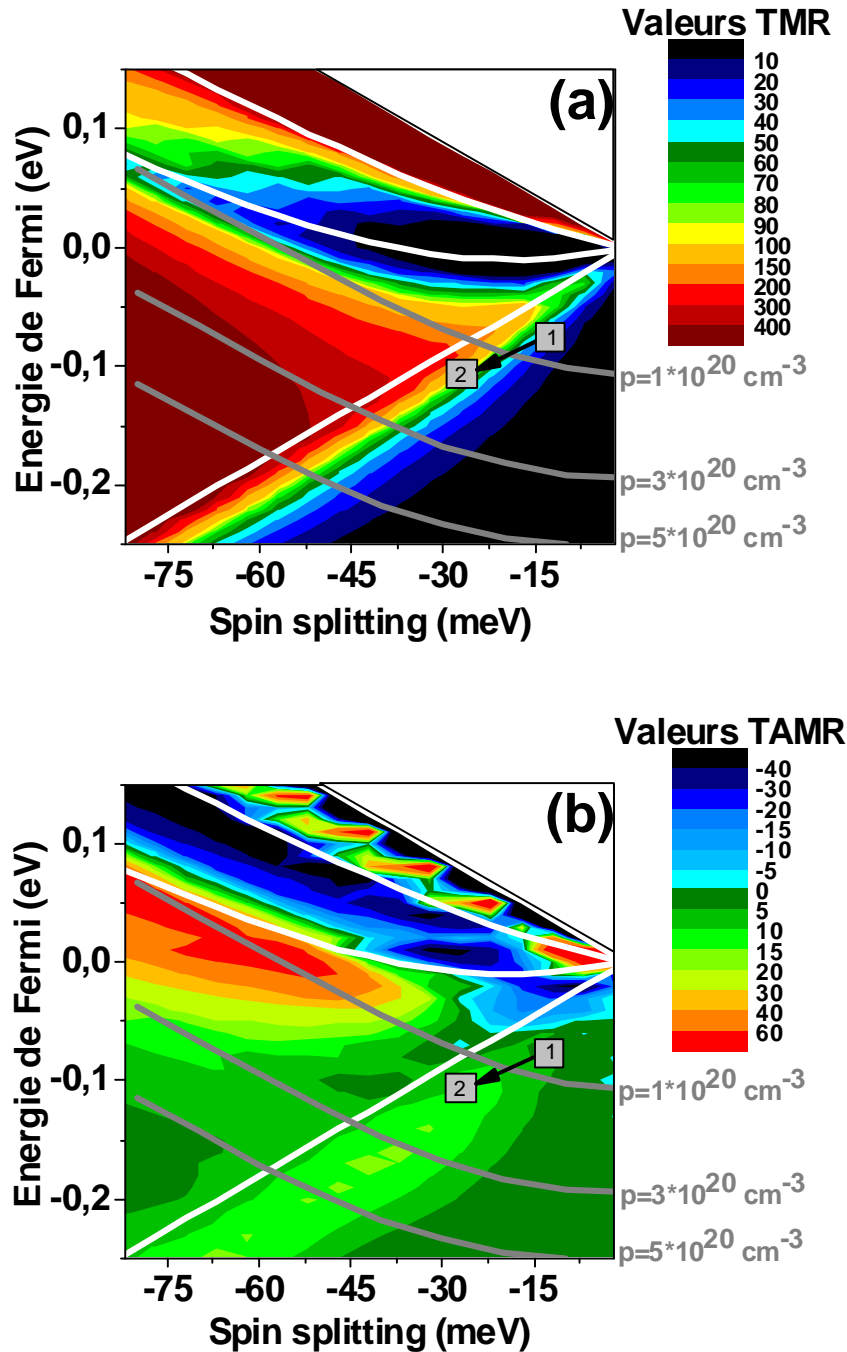 Valeurs TMR
(a)
10
20
30
40
50
60
70
80
90
100
150
200
300
400
Energie de Fermi (eV)
0,1
0,0
-0,1
-0,2
1
2
p=1*10^20 cm^-3
p=3*10^20 cm^-3
p=5*10^20 cm^-3
-75 -60 -45 -30 -15
Spin splitting (meV)
Valeurs TAMR
(b)
-40
-30
-20
-15
-10
-5
0
5
10
15
20
30
40
60
Energie de Fermi (eV)
0,1
0,0
-0,1
-0,2
1
2
p=1*10^20 cm^-3
p=3*10^20 cm^-3
p=5*10^20 cm^-3
-75 -60 -45 -30 -15
Spin splitting (meV)